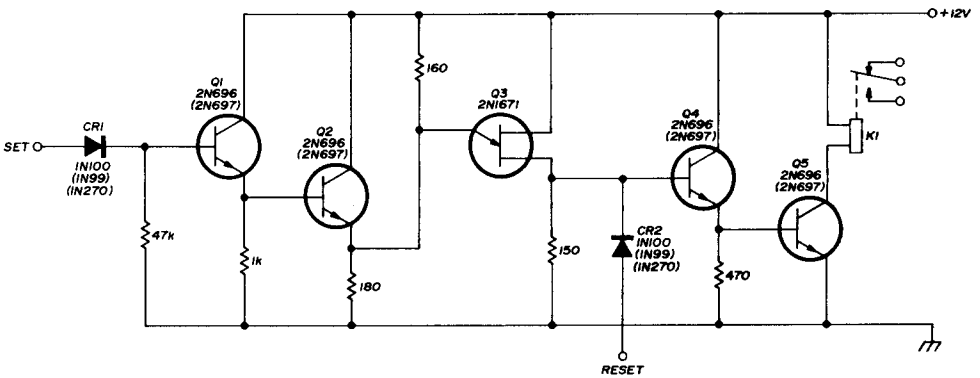 +12V
160
Q1
2N696
(2N697)
Q2
2N696
(2N697)
Q3
2N1671
Q4
2N696
(2N697)
Q5
2N696
(2N697)
K1
SET
CR1
1N100
(1N99)
(1N270)
47k
1k
180
150
CR2
1N100
(1N99)
(1N270)
470
RESET